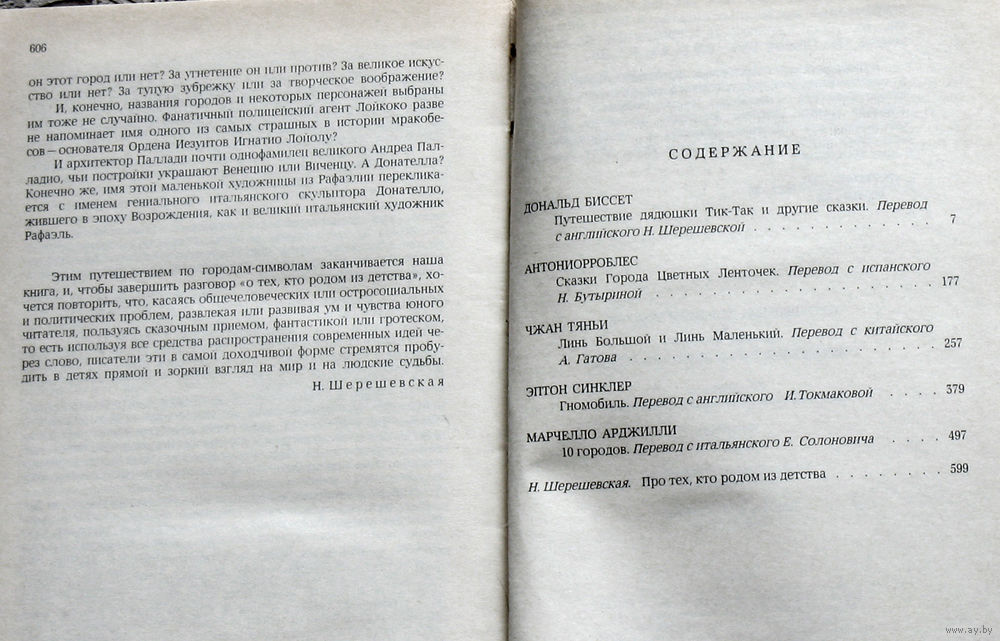 606
он этот город или нет? За угнетение он или против? За великое искус-
ство или нет? За тупую зубрежку или за творческое воображение?
И, конечно, названия городов и некоторых персонажей выбраны
им тоже не случайно. Фанатичный полицейский агент Лойкоко разве
не напоминает имя одного из самых страшных в истории мракобе-
сов — основателя Ордена Иезуитов Игнатио Лойолу?
И архитектор Паллади почти однофамилец великого Андреа Пал-
ладио, чьи постройки украшают Венецию или Виченцу. А Донателла?
Конечно же, имя этой маленькой художницы из Рафаэлии переклика-
ется с именем гениального итальянского скульптора Донателло,
жившего в эпоху Возрождения, как и великий итальянский художник
Рафаэль.
Этим путешествием по городам-символам заканчивается наша
книга, и, чтобы завершить разговор «о тех, кто родом из детства», хо-
чется повторить, что, касаясь общечеловеческих или остросоциальных
и политических проблем, развлекая или развивая ум и чувства юного
читателя, пользуясь сказочным приемом, фантастикой или гротеском,
то есть используя все средства распространения современных идей че-
рез слово, писатели эти в самой доходчивой форме стремятся пробу-
дить в детях прямой и зоркий взгляд на мир и на людские судьбы.
Н. Шерешевская
СОДЕРЖАНИЕ
ДОНАЛЬД БИССЕТ
Путешествие дядюшки Тик-Так и другие сказки. Перевод
с английского Н. Шерешевской . . . . . . . . . . . . . 7
АНТОНИОРРОБЛЕС
Сказки Города Цветных Ленточек. Перевод с испанского
Н. Бутыриной . . . . . . . . . . . . . . . . . . . . 177
ЧЖАН ТЯНЬИ
Линь Большой и Линь Маленький. Перевод с китайского
А. Гатова . . . . . . . . . . . . . . . . . . . . . . 257
ЭПТОН СИНКЛЕР
Гномобиль. Перевод с английского И. Токмаковой . . . . 379
МАРЧЕЛЛО АРДЖИЛЛИ
10 городов. Перевод с итальянского Е. Солоновича . . . . 497
Н. Шерешевская. Про тех, кто родом из детства . . . . . . . . 599
www.ay.by